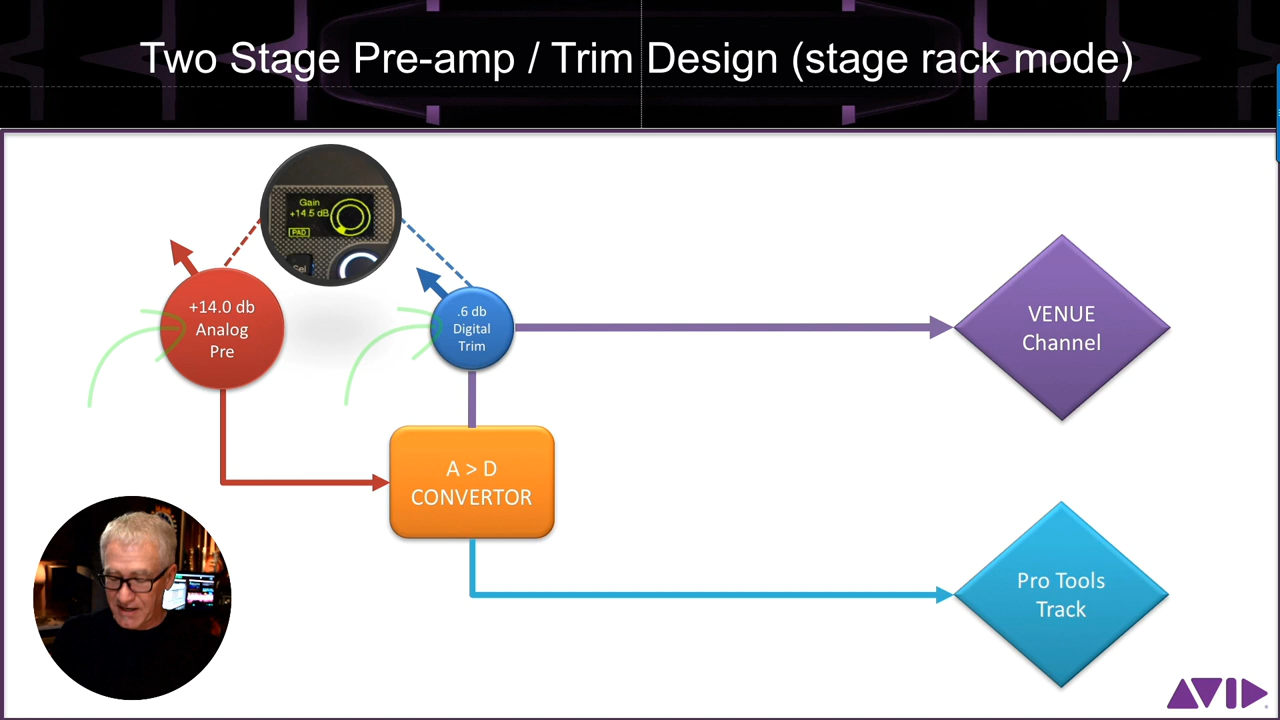 Two Stage Pre-amp / Trim Design (stage rack mode)
Gain
+14.5 dB
PAD
Sel
+14.0 db
Analog
Pre
.6 db
Digital
Trim
VENUE
Channel
A > D
CONVERTOR
Pro Tools
Track
AVID